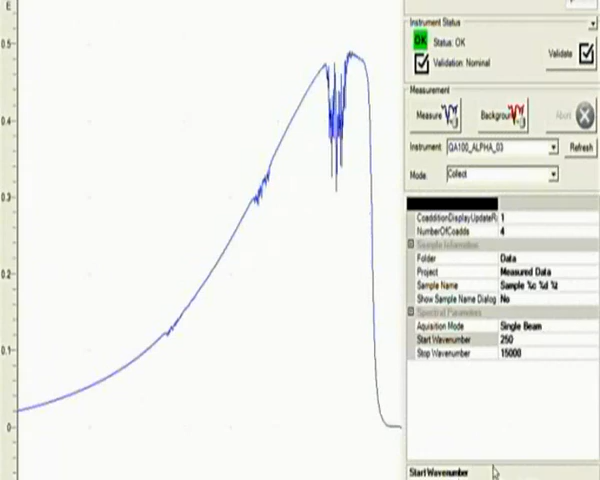 E
0.5
0.4
0.3
0.2
0.1
0
Instrument Status
OK
Status: OK
Validation: Nominal
Validate
Measurement
Measure
Background
Abort
Instrument:
QA100_ALPHA_03
Refresh
Mode:
Collect
CoadditionDisplayUpdateR 1
NumberOfCoadds 4
Sample Information
Folder Data
Project Measured Data
Sample Name Sample %c %d %t
Show Sample Name Dialog No
Spectral Parameters
Aquisition Mode Single Beam
Start Wavenumber 250
Stop Wavenumber 15000
Start Wavenumber